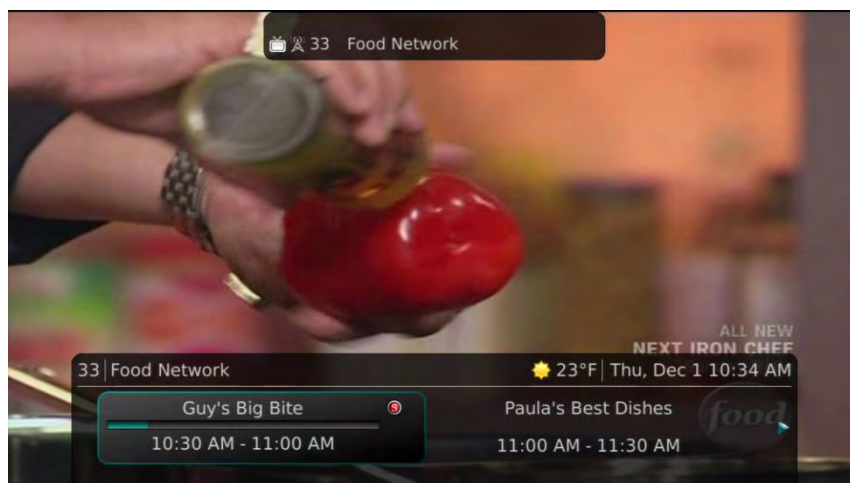 33 Food Network
ALL NEW
NEXT IRON CHEF
33 Food Network 23°F Thu, Dec 1 10:34 AM
Guy's Big Bite S Paula's Best Dishes
food
10:30 AM - 11:00 AM 11:00 AM - 11:30 AM